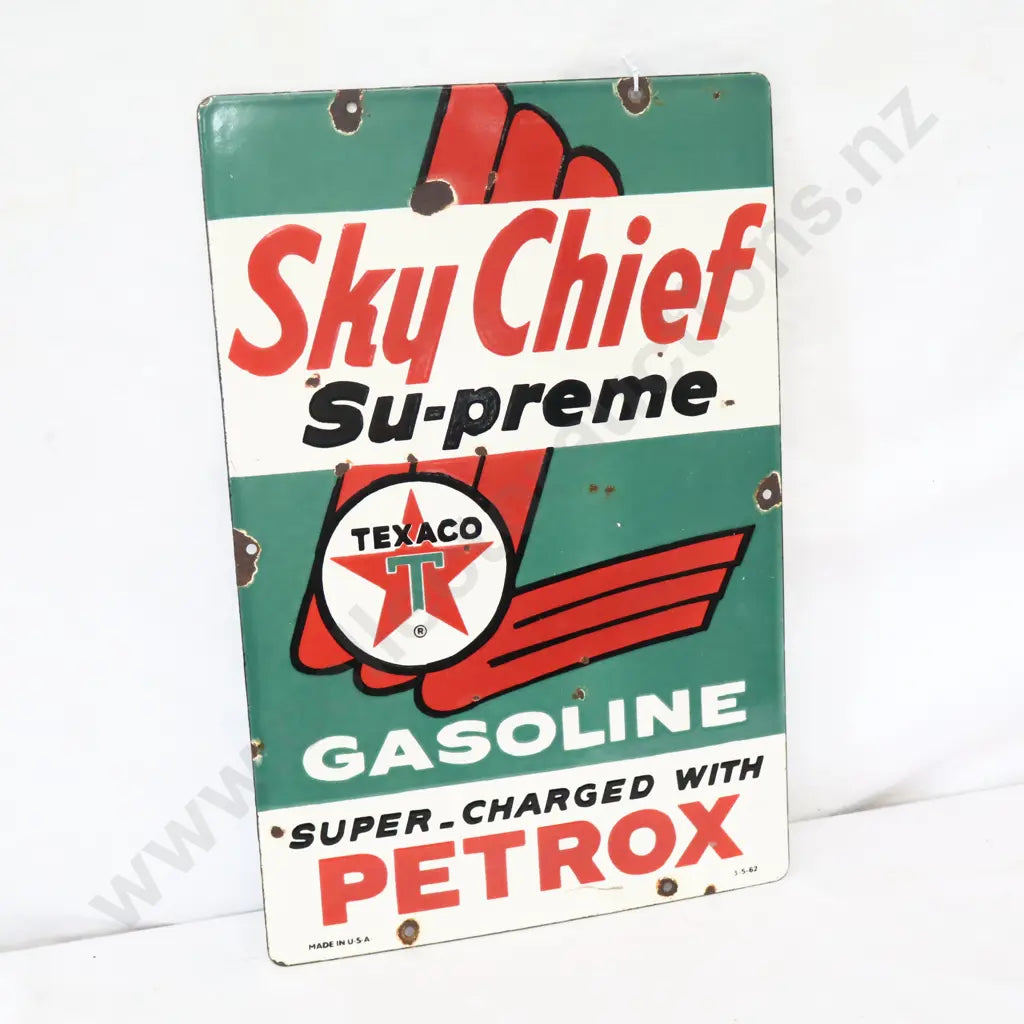 Sky Chief
Su-preme
TEXACO
T
®
GASOLINE
SUPER-CHARGED WITH
PETROX
3-5-62
MADE IN U.S.A